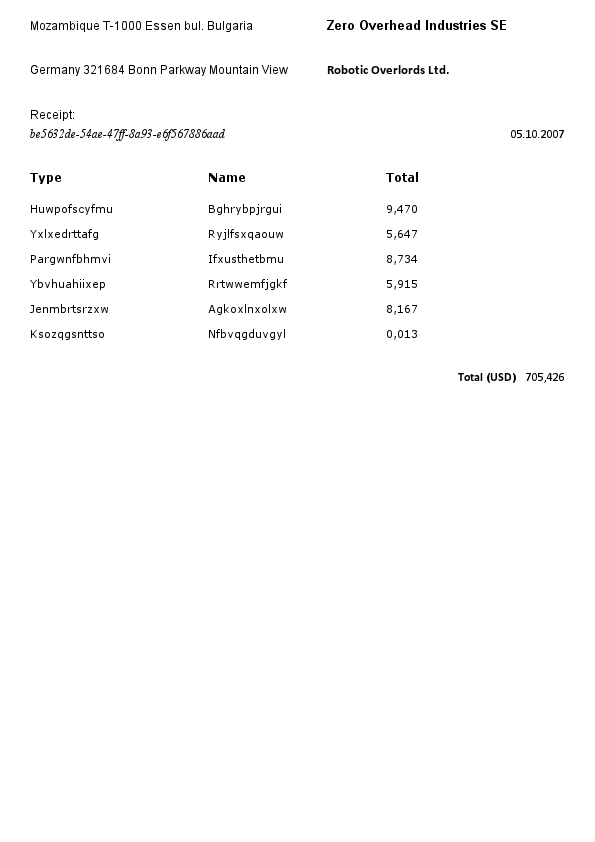 Mozambique T-1000 Essen bul. Bulgaria Zero Overhead Industries SE
Germany 321684 Bonn Parkway Mountain View Robotic Overlords Ltd.
Receipt:
be5632de-54ae-47ff-8a93-e6f567886aad 05.10.2007
Type Name Total
Huwpofscyfmu Bghrybpjrgui 9,470
Yxlxedrttafg Ryjlfsxqaouw 5,647
Pargwnfbhmvi Ifxusthetbmu 8,734
Ybvhuahiixep Rrtwwemfjgkf 5,915
Jenmbrtsrzxw Agkoxlnxolxw 8,167
Ksozqgsnttso Nfbvqgduvgyl 0,013
Total (USD) 705,426